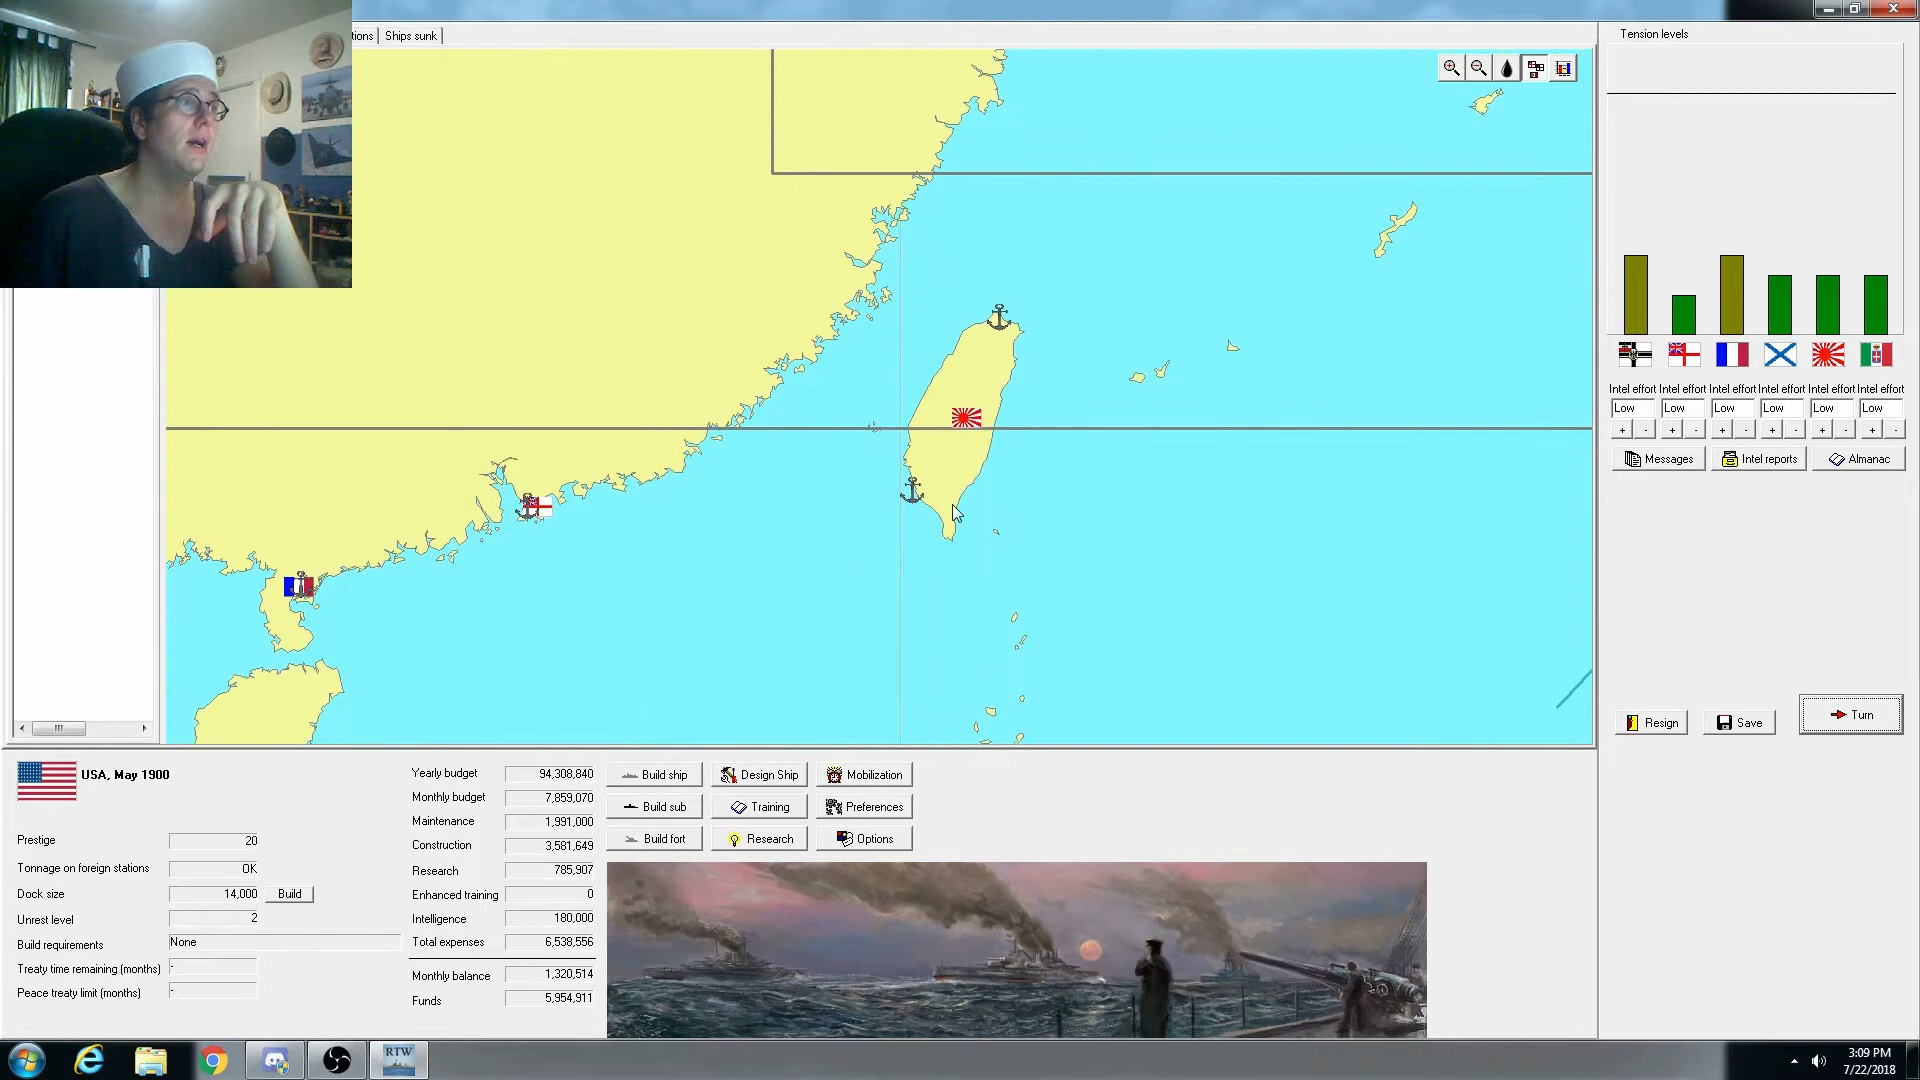 tions
Ships sunk
Tension levels
Intel effort Intel effort Intel effort Intel effort Intel effort Intel effort
Low Low Low Low Low Low
+ - + - + - + - + - + -
Messages
Intel reports
Almanac
Resign
Save
Turn
USA, May 1900
Prestige 20
Tonnage on foreign stations OK
Dock size 14,000 Build
Unrest level 2
Build requirements None
Treaty time remaining (months) -
Peace treaty limit (months) -
Yearly budget 94,308,840
Monthly budget 7,859,070
Maintenance 1,991,000
Construction 3,581,649
Research 785,907
Enhanced training 0
Intelligence 180,000
Total expenses 6,538,556
Monthly balance 1,320,514
Funds 5,954,911
Build ship Design Ship Mobilization
Build sub Training Preferences
Build fort Research Options
RTW
3:09 PM
7/22/2018